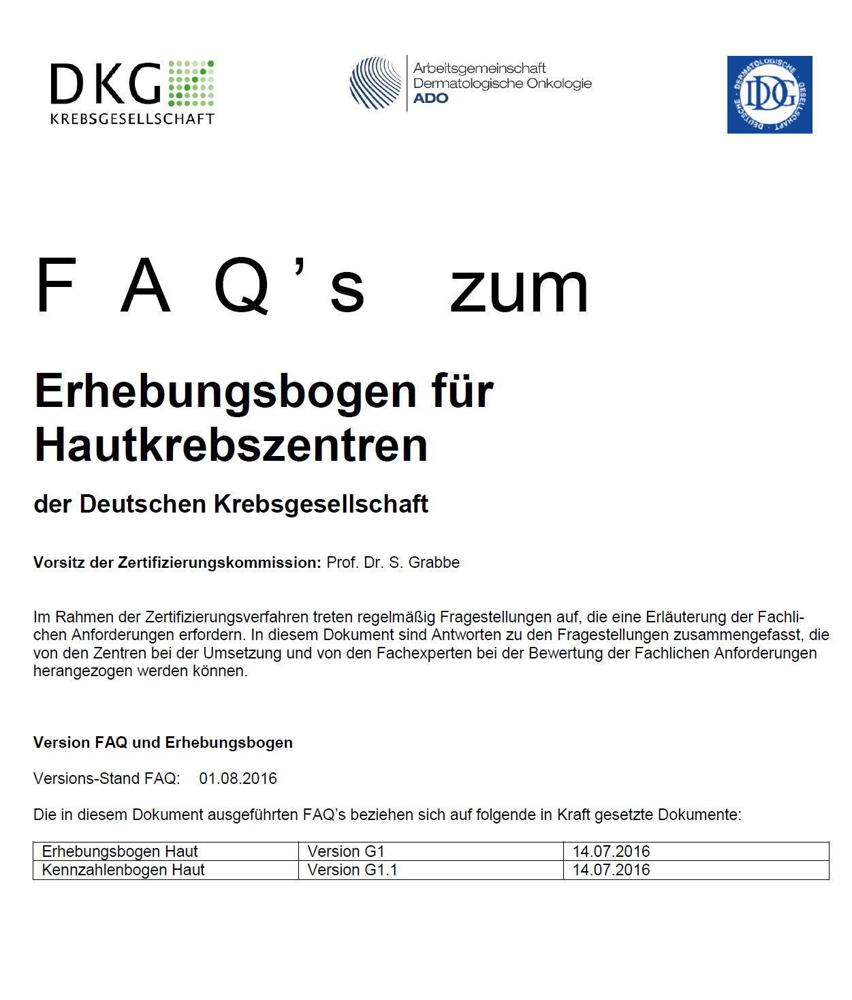 DKG
KREBSGESELLSCHAFT
Arbeitsgemeinschaft
Dermatologische Onkologie
ADO
DEUTSCHE · DERMATOLOGISCHE · GESELLSCHAFT ·
DDG
F A Q ’ s zum
Erhebungsbogen für
Hautkrebszentren
der Deutschen Krebsgesellschaft
Vorsitz der Zertifizierungskommission: Prof. Dr. S. Grabbe
Im Rahmen der Zertifizierungsverfahren treten regelmäßig Fragestellungen auf, die eine Erläuterung der Fachli-
chen Anforderungen erfordern. In diesem Dokument sind Antworten zu den Fragestellungen zusammengefasst, die
von den Zentren bei der Umsetzung und von den Fachexperten bei der Bewertung der Fachlichen Anforderungen
herangezogen werden können.
Version FAQ und Erhebungsbogen
Versions-Stand FAQ: 01.08.2016
Die in diesem Dokument ausgeführten FAQ’s beziehen sich auf folgende in Kraft gesetzte Dokumente:
Erhebungsbogen Haut Version G1 14.07.2016
Kennzahlenbogen Haut Version G1.1 14.07.2016